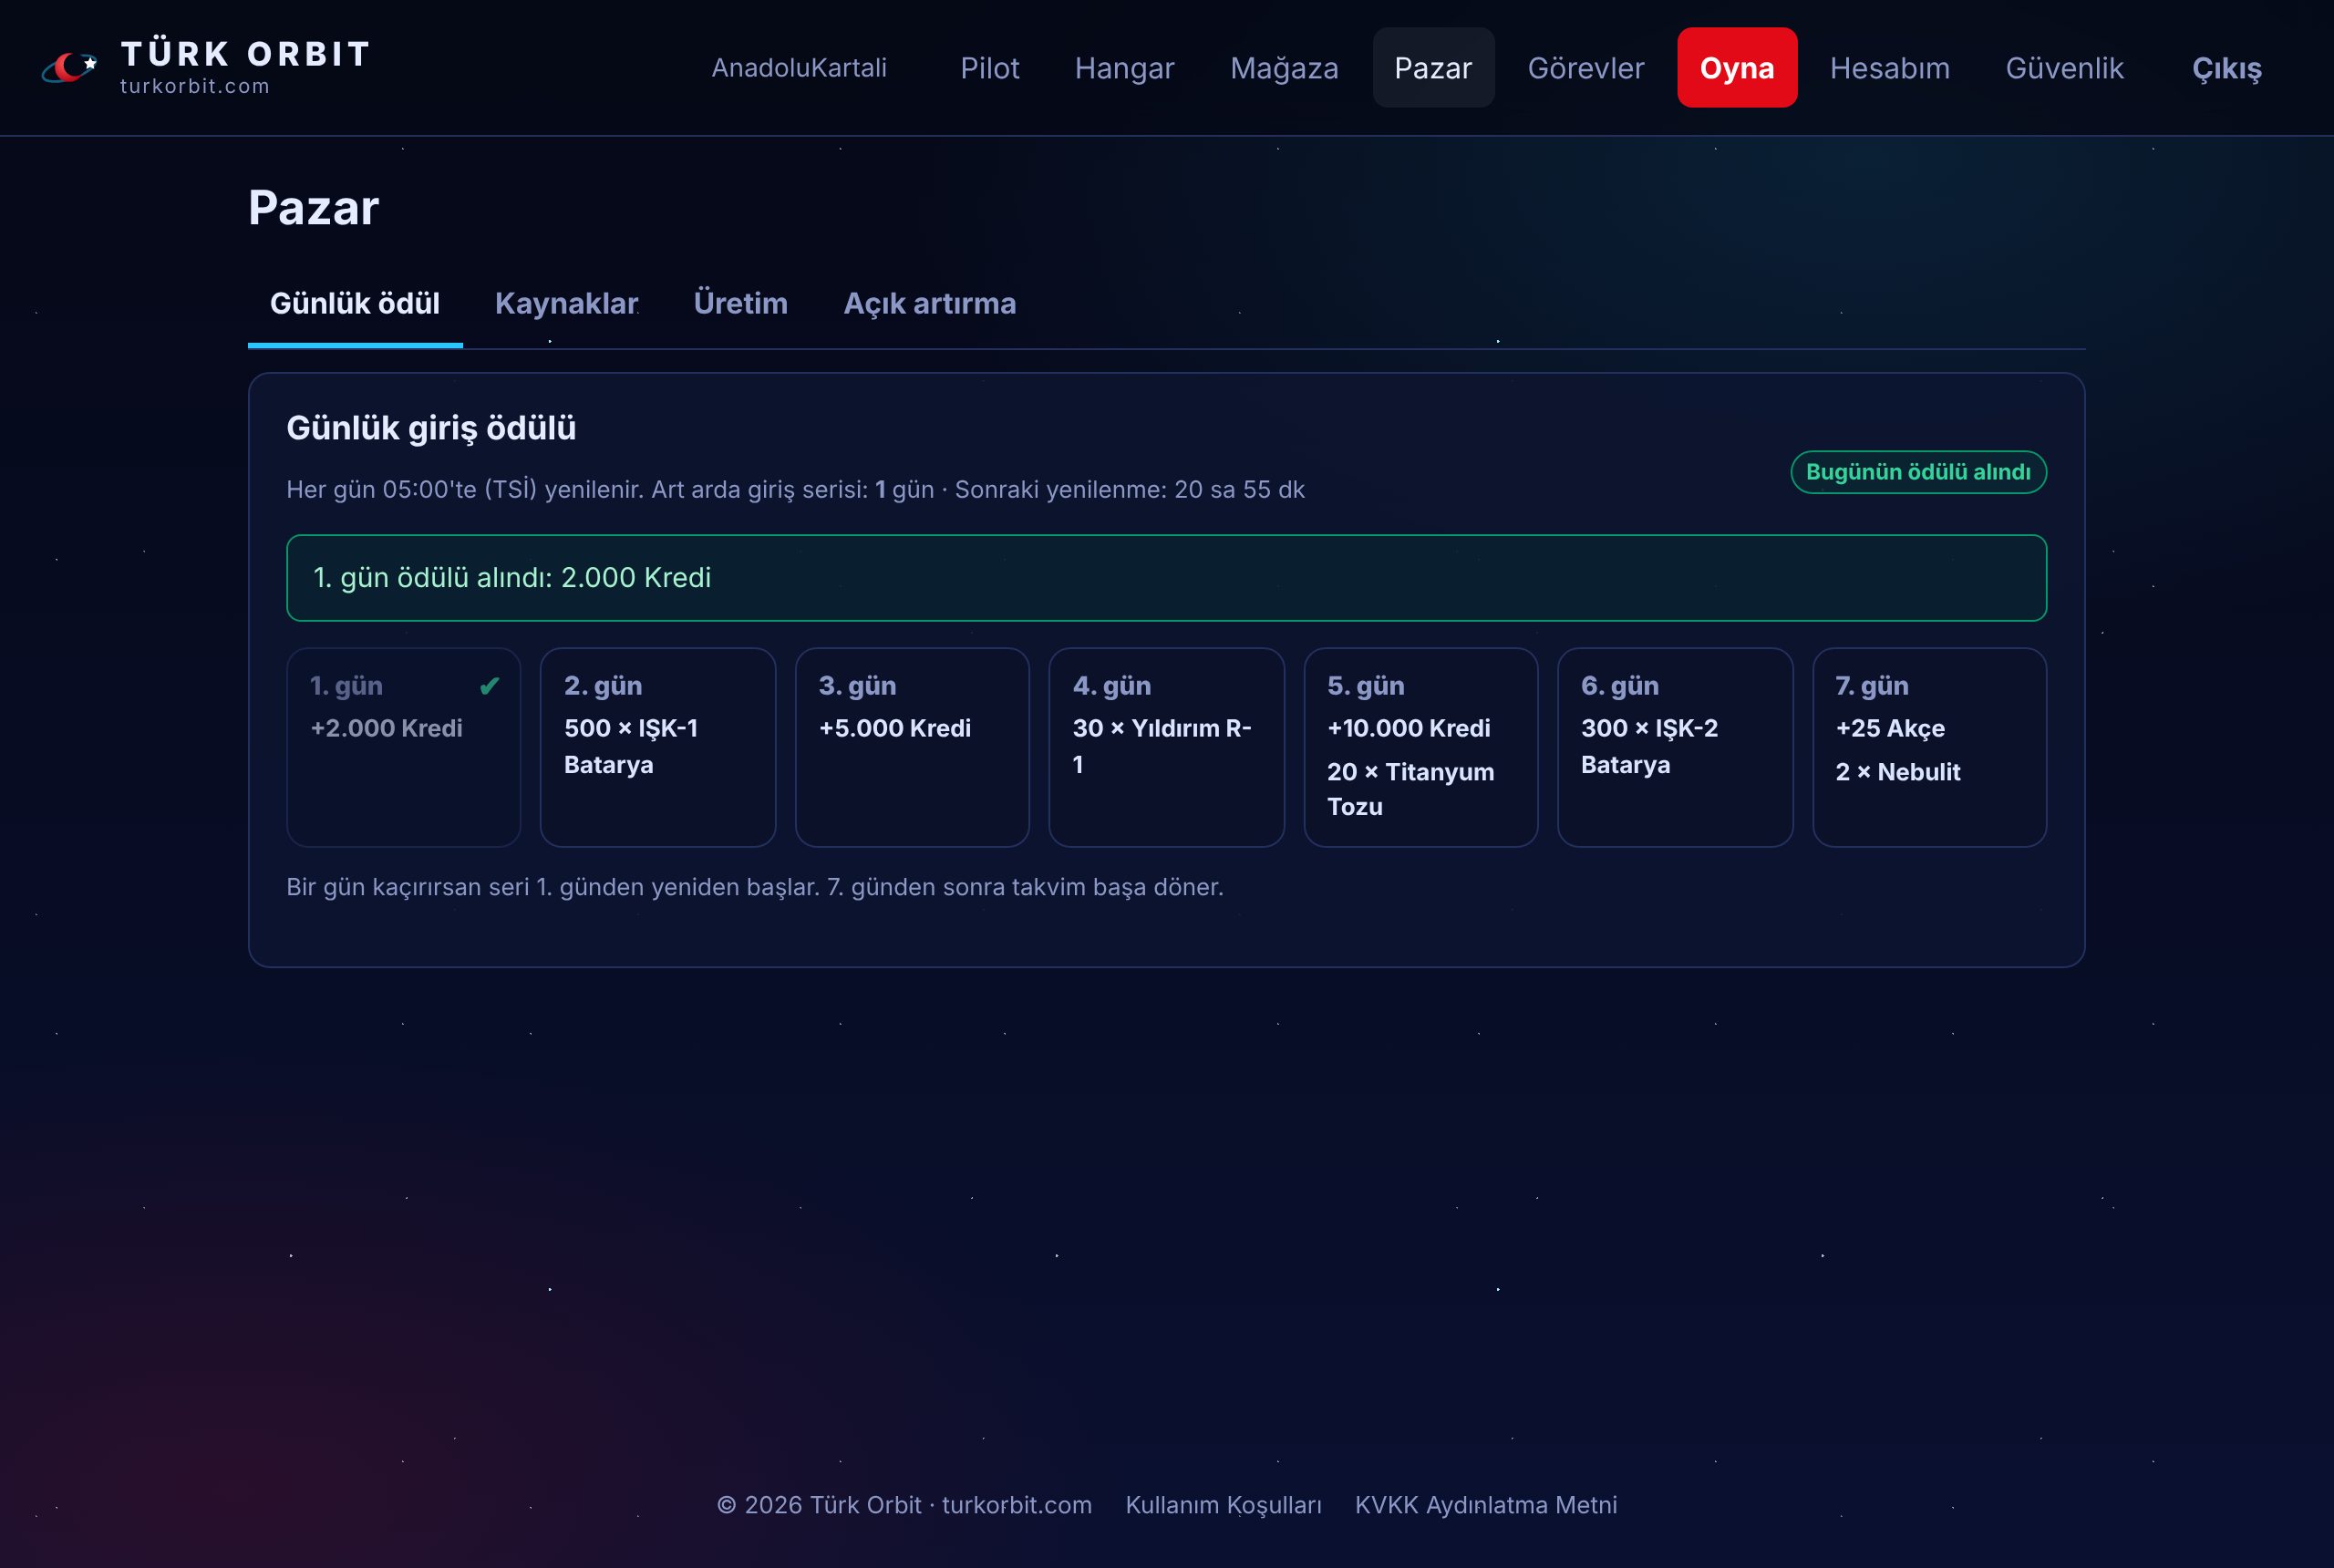 TÜRK ORBIT
turkorbit.com
AnadoluKartali
Pilot
Hangar
Mağaza
Pazar
Görevler
Oyna
Hesabım
Güvenlik
Çıkış
Pazar
Günlük ödül
Kaynaklar
Üretim
Açık artırma
Günlük giriş ödülü
Her gün 05:00'te (TSİ) yenilenir. Art arda giriş serisi: 1 gün · Sonraki yenilenme: 20 sa 55 dk
Bugünün ödülü alındı
1. gün ödülü alındı: 2.000 Kredi
1. gün ✔
+2.000 Kredi
2. gün
500 × IŞK-1
Batarya
3. gün
+5.000 Kredi
4. gün
30 × Yıldırım R-
1
5. gün
+10.000 Kredi
20 × Titanyum
Tozu
6. gün
300 × IŞK-2
Batarya
7. gün
+25 Akçe
2 × Nebulit
Bir gün kaçırırsan seri 1. günden yeniden başlar. 7. günden sonra takvim başa döner.
© 2026 Türk Orbit · turkorbit.com
Kullanım Koşulları
KVKK Aydınlatma Metni